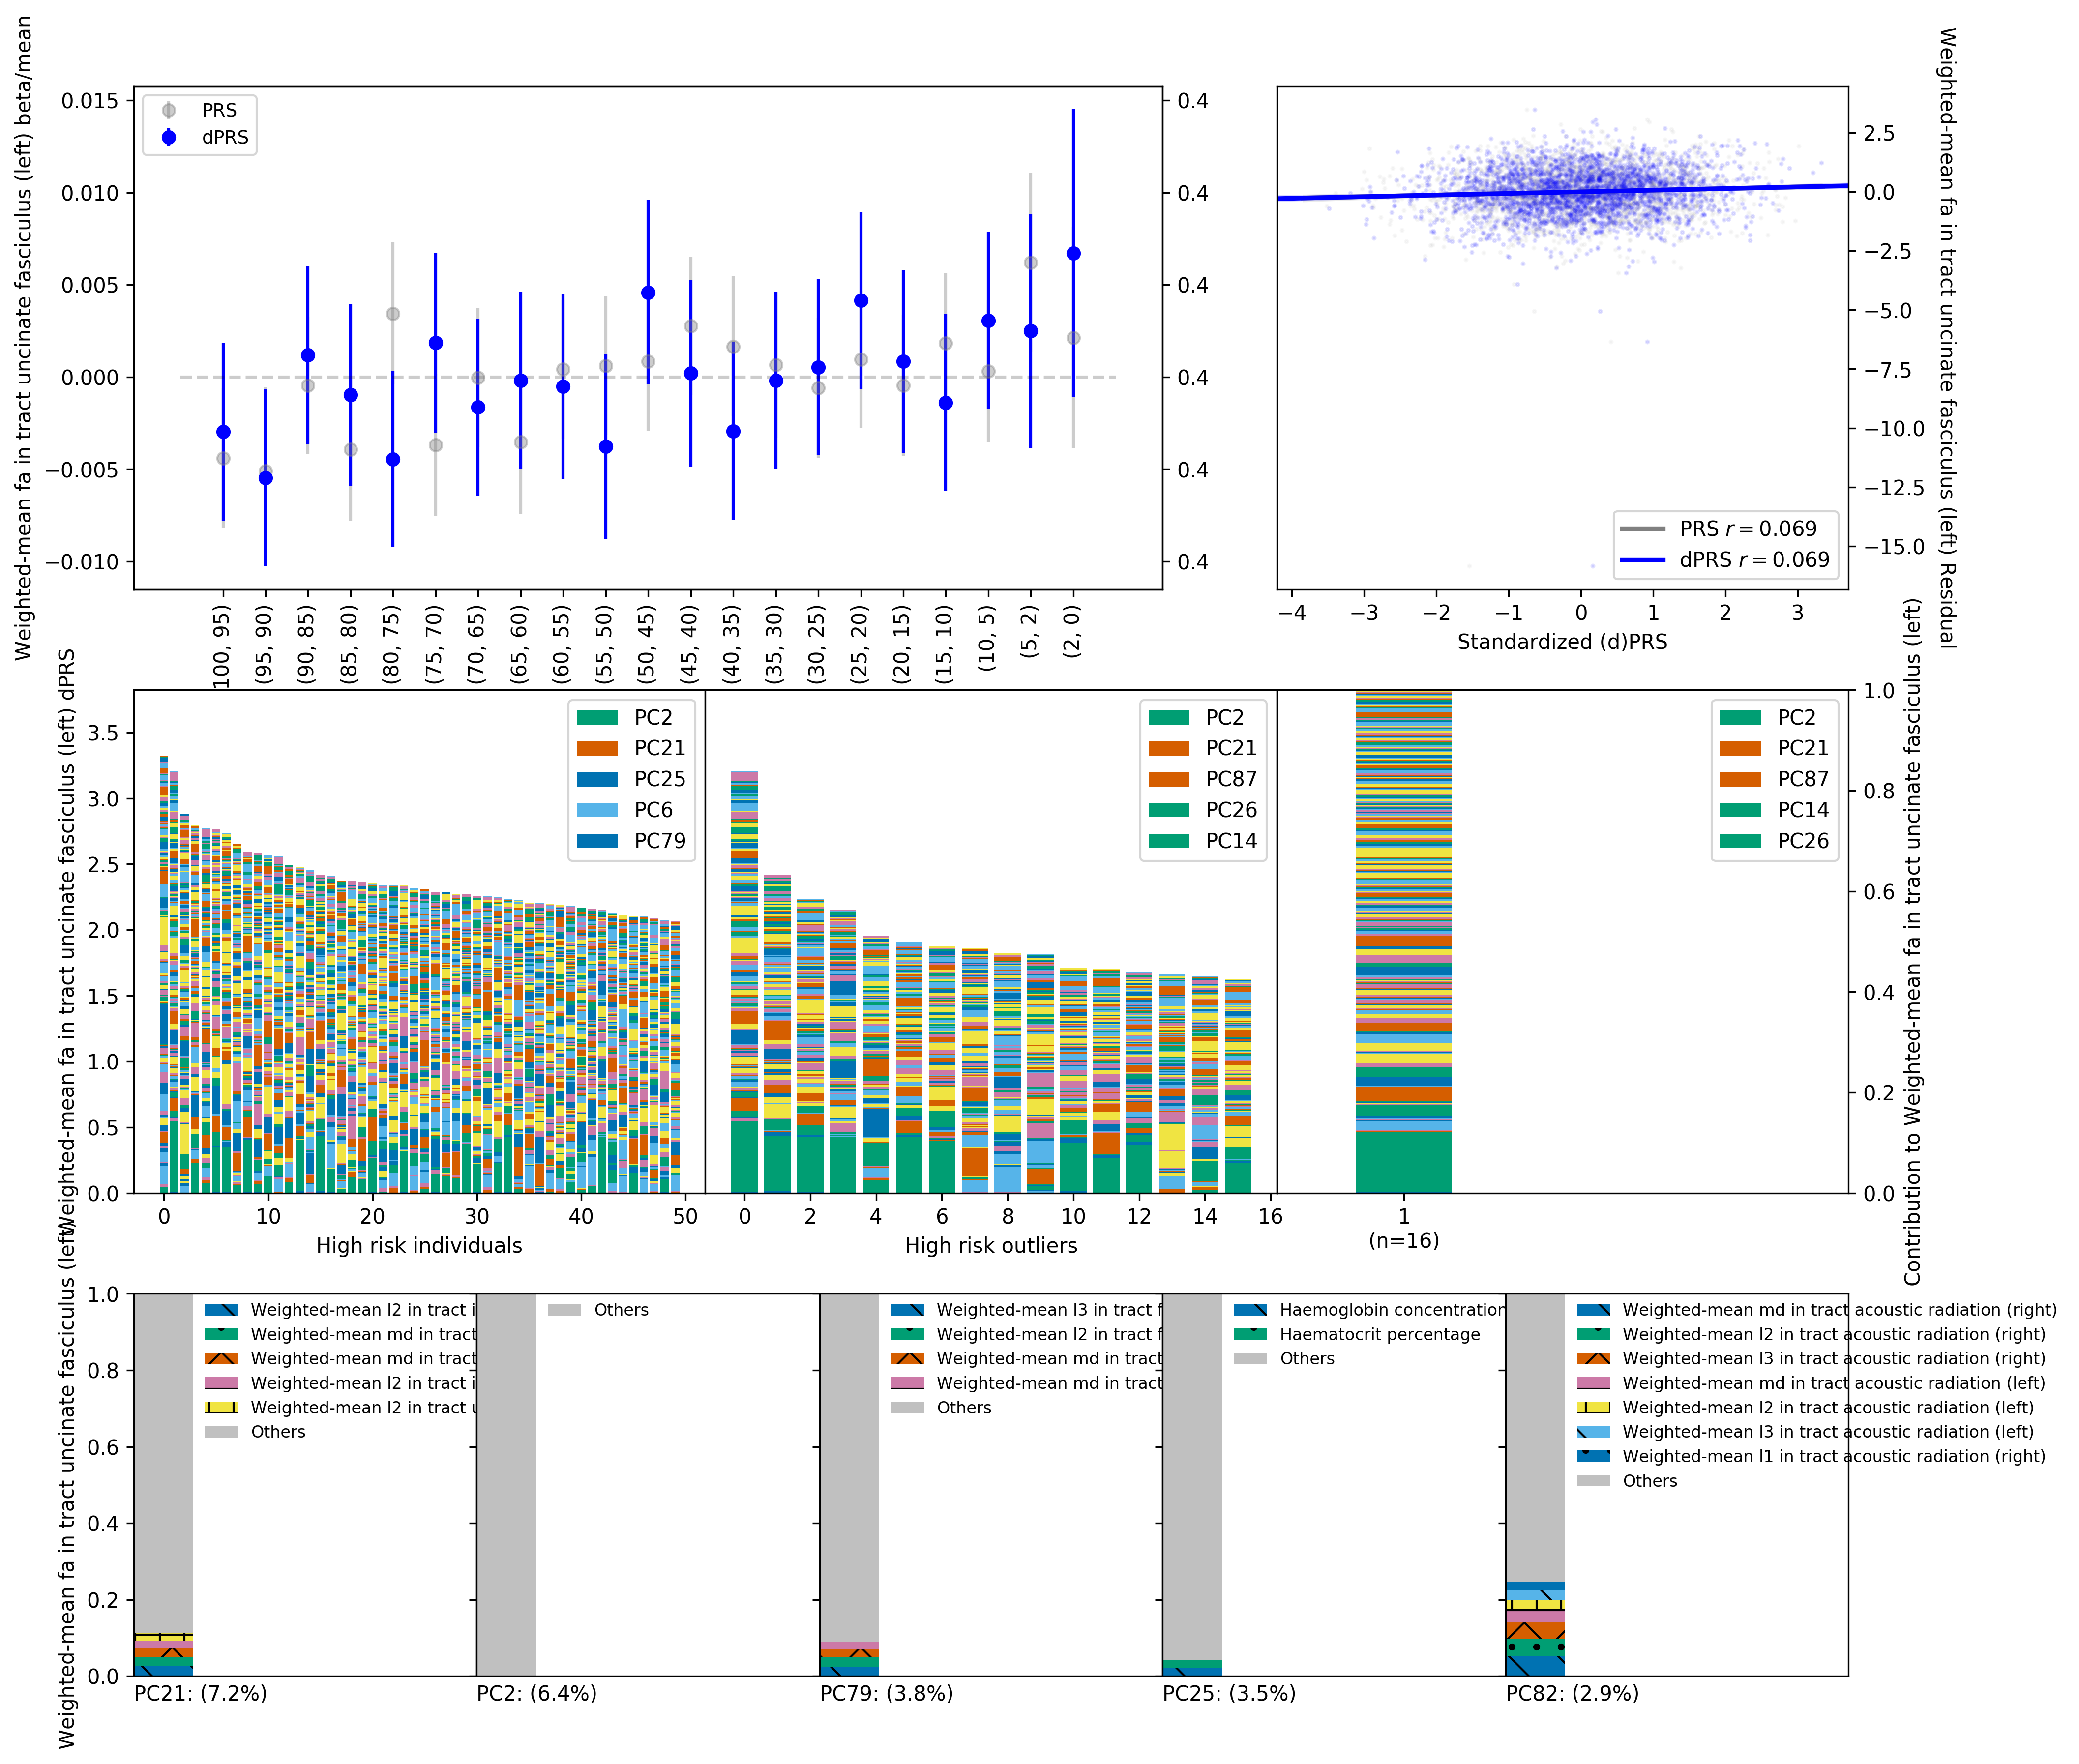 Weighted-mean fa in tract uncinate fasciculus (left) beta/mean
0.015
0.010
0.005
0.000
−0.005
−0.010
PRS
dPRS
0.4
0.4
0.4
0.4
0.4
0.4
100, 95)
(95, 90)
(90, 85)
(85, 80)
(80, 75)
(75, 70)
(70, 65)
(65, 60)
(60, 55)
(55, 50)
(50, 45)
(45, 40)
(40, 35)
(35, 30)
(30, 25)
(25, 20)
(20, 15)
(15, 10)
(10, 5)
(5, 2)
(2, 0)
PRS r = 0.069
dPRS r = 0.069
2.5
0.0
−2.5
−5.0
−7.5
−10.0
−12.5
−15.0
−4 −3 −2 −1 0 1 2 3
Standardized (d)PRS
Weighted-mean fa in tract uncinate fasciculus (left) Residual
Weighted-mean fa in tract uncinate fasciculus (left) dPRS
3.5
3.0
2.5
2.0
1.5
1.0
0.5
0.0
PC2
PC21
PC25
PC6
PC79
0 10 20 30 40 50
High risk individuals
PC2
PC21
PC87
PC26
PC14
0 2 4 6 8 10 12 14 16
High risk outliers
PC2
PC21
PC87
PC14
PC26
1
(n=16)
1.0
0.8
0.6
0.4
0.2
0.0
Contribution to Weighted-mean fa in tract uncinate fasciculus (left)
Weighted-mean fa in tract uncinate fasciculus (left)
1.0
0.8
0.6
0.4
0.2
0.0
Weighted-mean l2 in tract i
Weighted-mean md in tract
Weighted-mean md in tract
Weighted-mean l2 in tract i
Weighted-mean l2 in tract u
Others
PC21: (7.2%)
Others
PC2: (6.4%)
Weighted-mean l3 in tract f
Weighted-mean l2 in tract f
Weighted-mean md in tract
Weighted-mean md in tract
Others
PC79: (3.8%)
Haemoglobin concentration
Haematocrit percentage
Others
PC25: (3.5%)
Weighted-mean md in tract acoustic radiation (right)
Weighted-mean l2 in tract acoustic radiation (right)
Weighted-mean l3 in tract acoustic radiation (right)
Weighted-mean md in tract acoustic radiation (left)
Weighted-mean l2 in tract acoustic radiation (left)
Weighted-mean l3 in tract acoustic radiation (left)
Weighted-mean l1 in tract acoustic radiation (right)
Others
PC82: (2.9%)